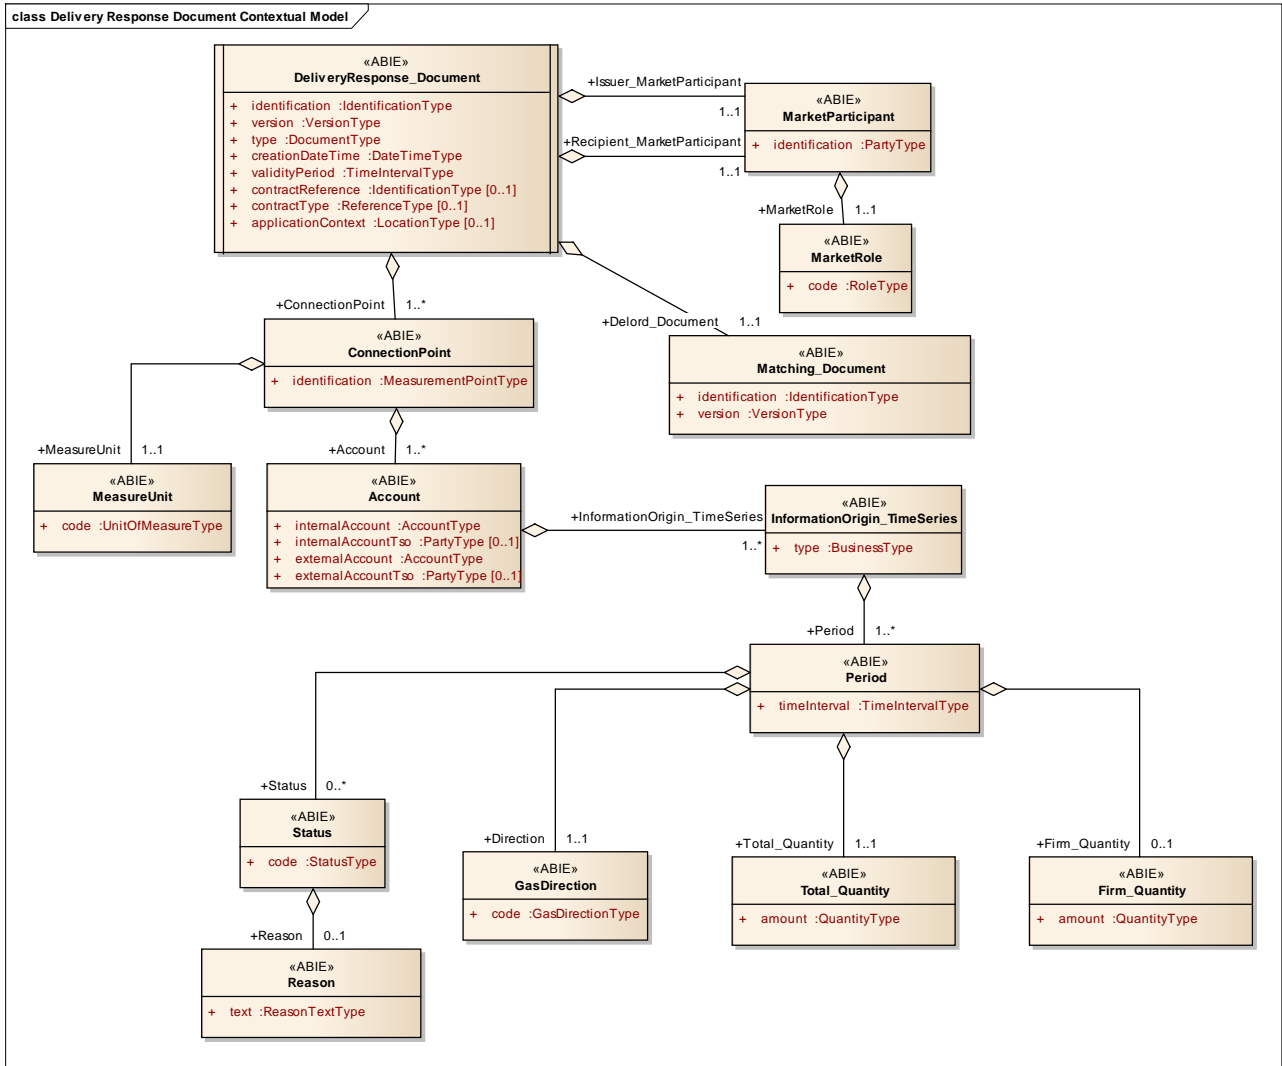 class Delivery Response Document Contextual Model
«ABIE»
DeliveryResponse_Document
+ identification :IdentificationType
+ version :VersionType
+ type :DocumentType
+ creationDateTime :DateTimeType
+ validityPeriod :TimeIntervalType
+ contractReference :IdentificationType [0..1]
+ contractType :ReferenceType [0..1]
+ applicationContext :LocationType [0..1]
+Issuer_MarketParticipant
1..1
+Recipient_MarketParticipant
1..1
«ABIE»
MarketParticipant
+ identification :PartyType
+MarketRole 1..1
«ABIE»
MarketRole
+ code :RoleType
+ConnectionPoint 1..*
+Delord_Document 1..1
«ABIE»
ConnectionPoint
+ identification :MeasurementPointType
«ABIE»
Matching_Document
+ identification :IdentificationType
+ version :VersionType
+MeasureUnit 1..1
+Account 1..*
«ABIE»
MeasureUnit
+ code :UnitOfMeasureType
«ABIE»
Account
+ internalAccount :AccountType
+ internalAccountTso :PartyType [0..1]
+ externalAccount :AccountType
+ externalAccountTso :PartyType [0..1]
+InformationOrigin_TimeSeries
1..*
«ABIE»
InformationOrigin_TimeSeries
+ type :BusinessType
+Period 1..*
«ABIE»
Period
+ timeInterval :TimeIntervalType
+Status 0..*
«ABIE»
Status
+ code :StatusType
+Direction 1..1
«ABIE»
GasDirection
+ code :GasDirectionType
+Total_Quantity 1..1
«ABIE»
Total_Quantity
+ amount :QuantityType
+Firm_Quantity 0..1
«ABIE»
Firm_Quantity
+ amount :QuantityType
+Reason 0..1
«ABIE»
Reason
+ text :ReasonTextType